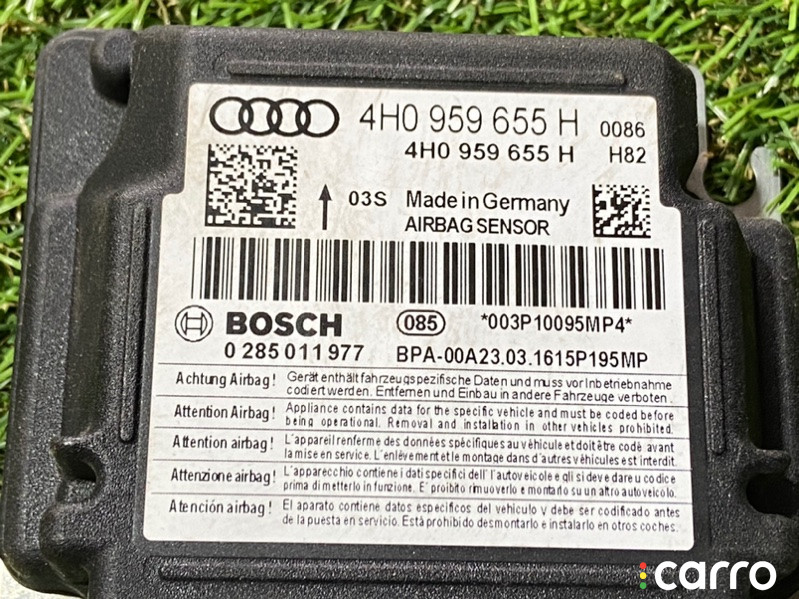 4H0 959 655 H 0086
4H0 959 655 H H82
03S Made in Germany
AIRBAG SENSOR
BOSCH 085 *003P10095MP4*
0 285 011 977 BPA-00A23.03.1615P195MP
Achtung Airbag! Gerät enthält fahrzeugspezifische Daten und muss vor Inbetriebnahme
codiert werden. Entfernen und Einbau in andere Fahrzeuge verboten.
Attention Airbag! Appliance contains data for the specific vehicle and must be coded before
being operational. Removal and installation in other vehicles prohibited.
Attention airbag! L'appareil renferme des données spécifiques au véhicule et doit être codé avant
la mise en service. L'enlèvement et le montage dans d'autres véhicules est interdit.
Attenzione airbag! L'apparecchio contiene i dati specifici dell'autoveicolo e gli si deve dare u codice
prima di metterlo in funzione. E' proibito rimuoverlo e montarlo su un altro autoveicolo.
Atención airbag! El aparato contiene datos especificos del vehículo y debe ser codificado antes
de la puesta en servicio. Está prohibido desmontarlo e instalarlo en otros coches.
carro